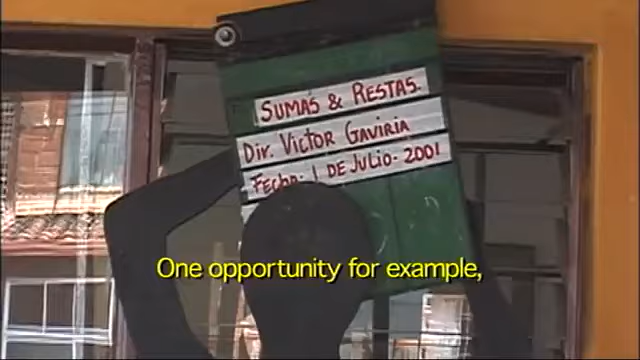 SUMAS & RESTAS.
Dir. VICTOR GAVIRIA
FECHA: 1 DE JULIO - 2001
One opportunity for example,